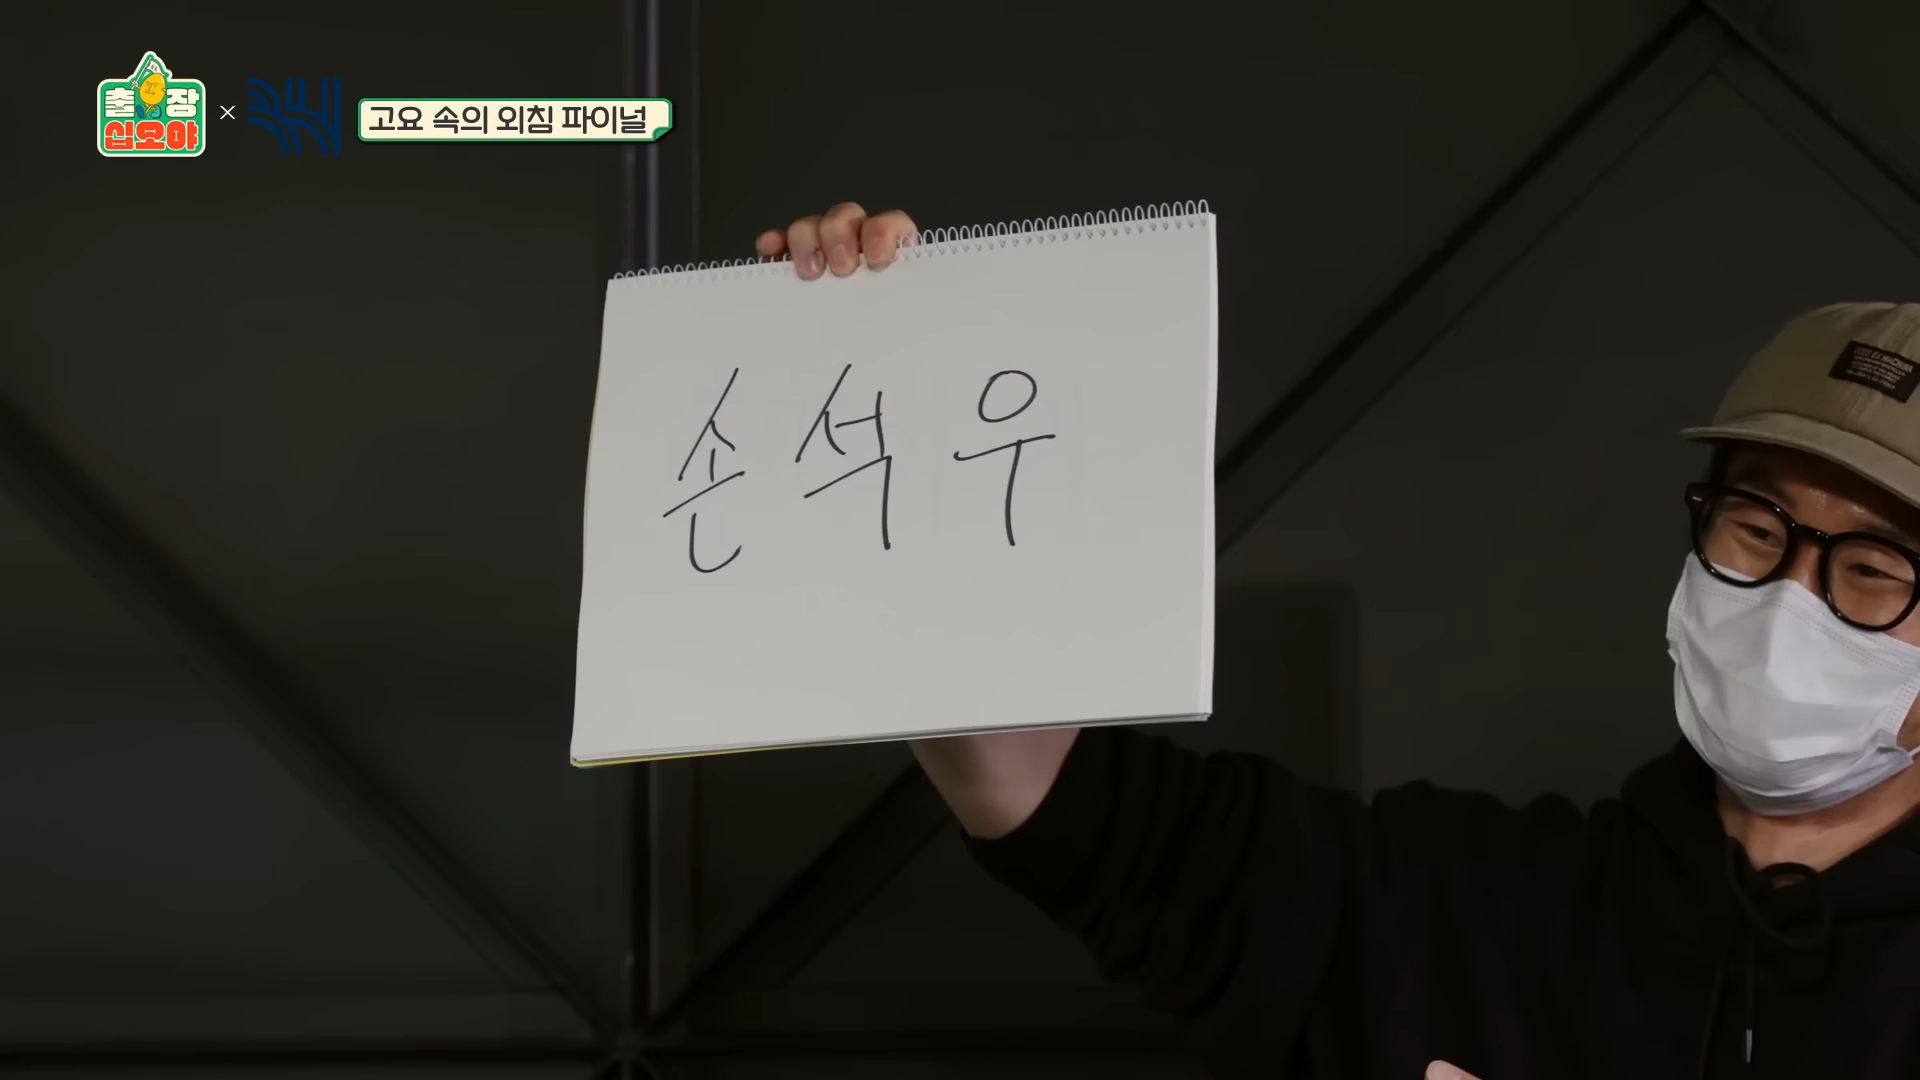 출장
십오야
×
고요 속의 외침 파이널
손석우